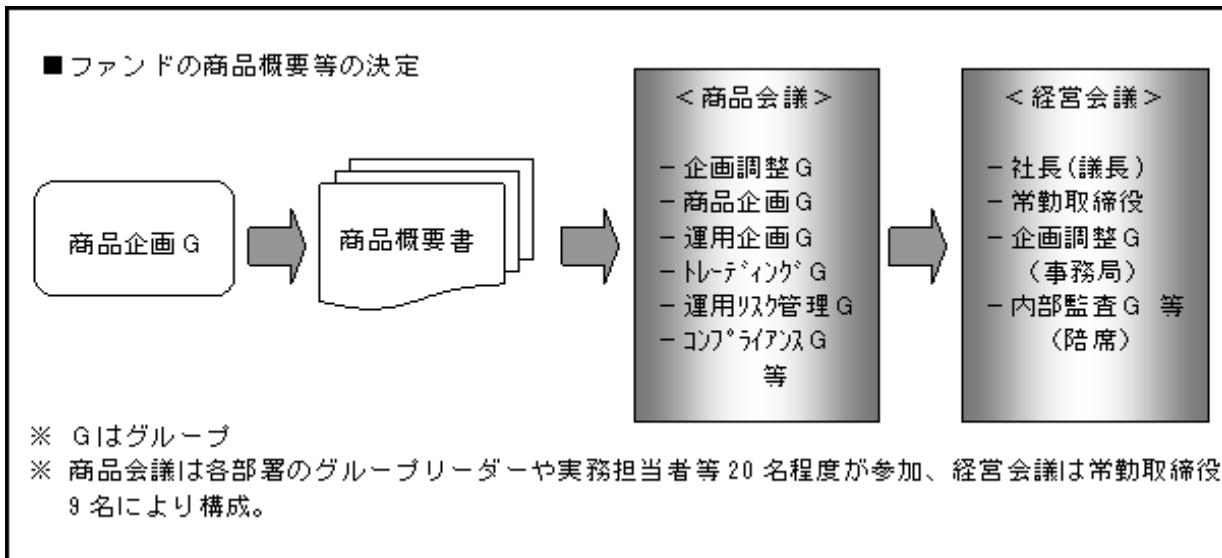 ■ファンドの商品概要等の決定
商品企画G
商品概要書
＜商品会議＞
－企画調整G
－商品企画G
－運用企画G
－ﾄﾚｰﾃﾞｨﾝｸﾞG
－運用ﾘｽｸ管理G
－ｺﾝﾌﾟﾗｲｱﾝｽG
等
＜経営会議＞
－社長(議長)
－常勤取締役
－企画調整G
（事務局）
－内部監査G 等
（陪席）
※ Gはグループ
※ 商品会議は各部署のグループリーダーや実務担当者等20名程度が参加、経営会議は常勤取締役
9名により構成。